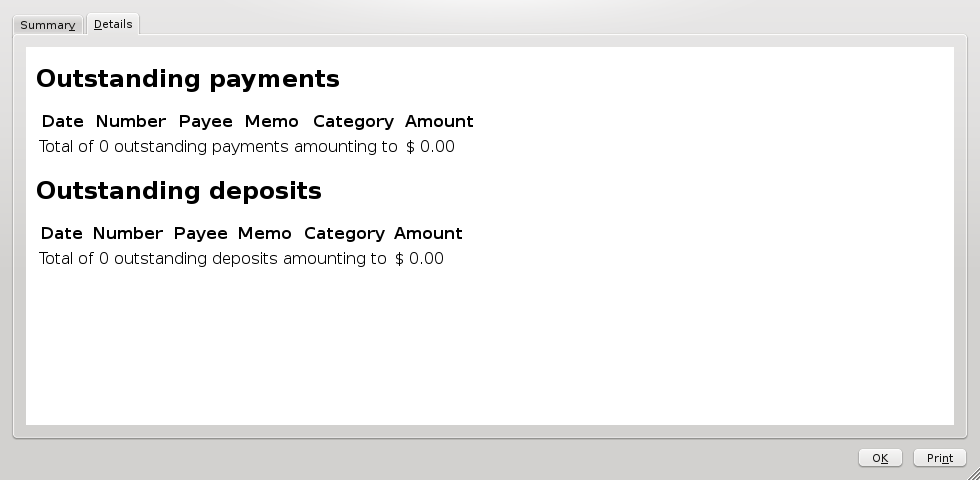 Summary Details
Outstanding payments
Date Number Payee Memo Category Amount
Total of 0 outstanding payments amounting to $ 0.00
Outstanding deposits
Date Number Payee Memo Category Amount
Total of 0 outstanding deposits amounting to $ 0.00
OK Print